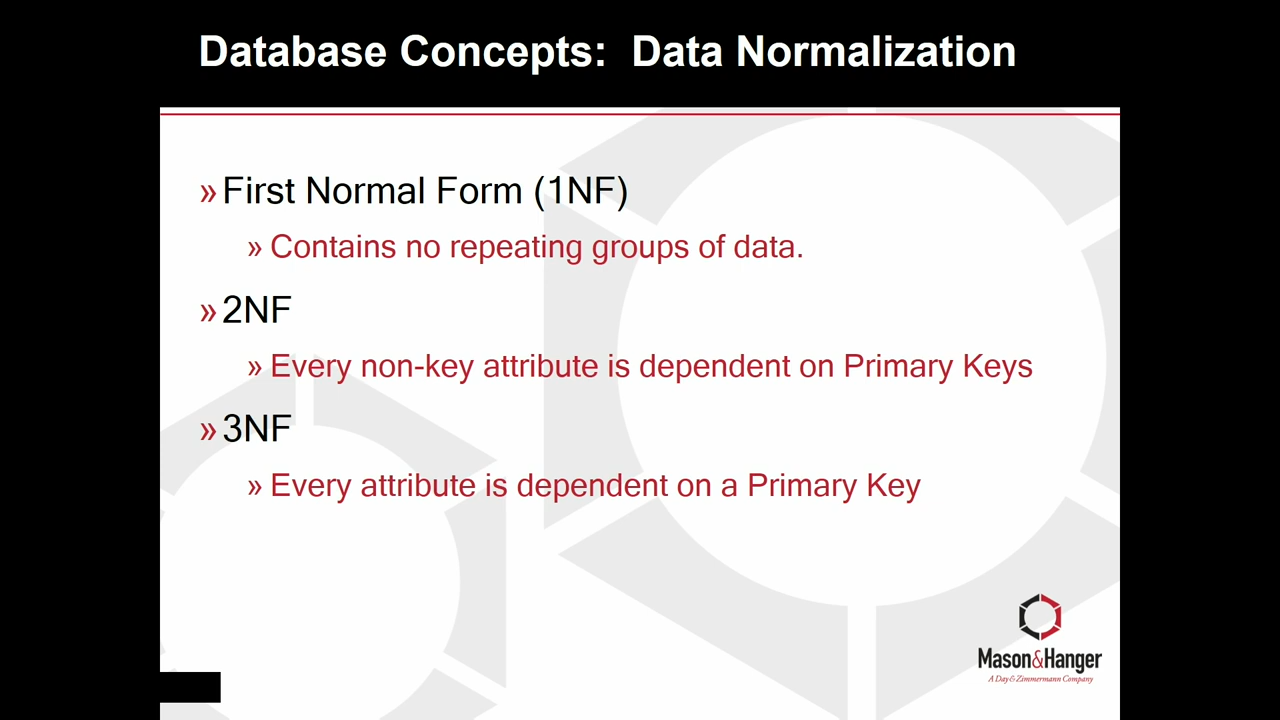 Database Concepts:  Data Normalization
» First Normal Form (1NF)
» Contains no repeating groups of data.
» 2NF
» Every non-key attribute is dependent on Primary Keys
» 3NF
» Every attribute is dependent on a Primary Key
Mason&Hanger
A Day & Zimmermann Company